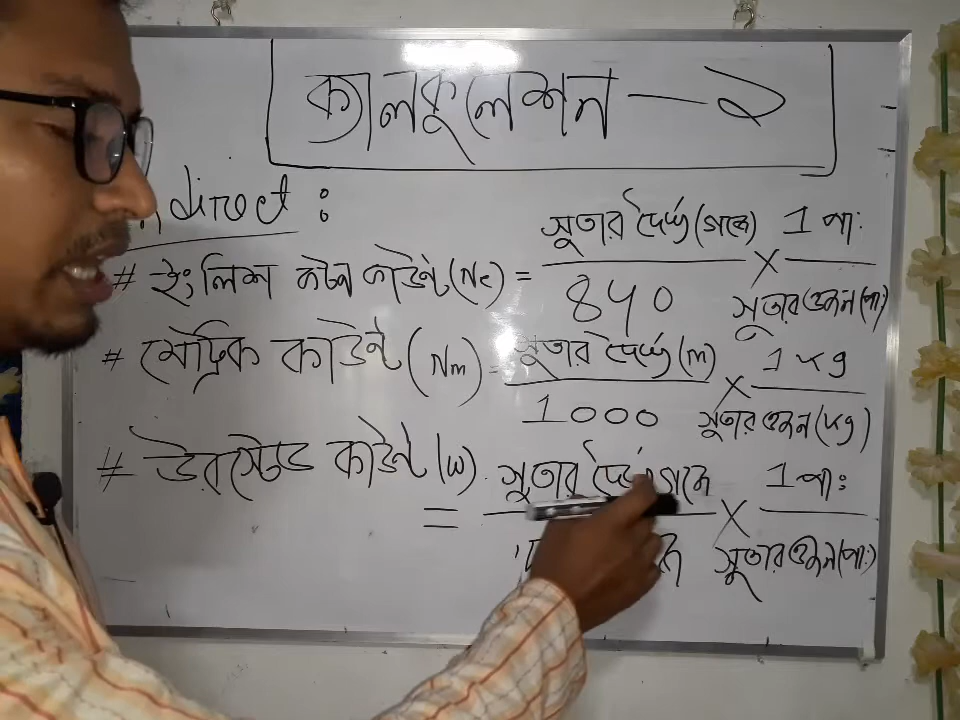 ক্যালকুলেশন — ২
ndirect :
# ইংলিশ কটন কাউন্ট (Ne) = সুতার দৈর্ঘ্য (গজে) / 840 X 1 পা: / সুতার ওজন (পা:)
# মেট্রিক কাউন্ট (Nm) = সুতার দৈর্ঘ্য (m) / 1000 X 1 kg / সুতার ওজন (kg)
# উরস্টেড কাউন্ট (W)
= সুতার গজে X 1 পা: / সুতার ওজন (পা:)